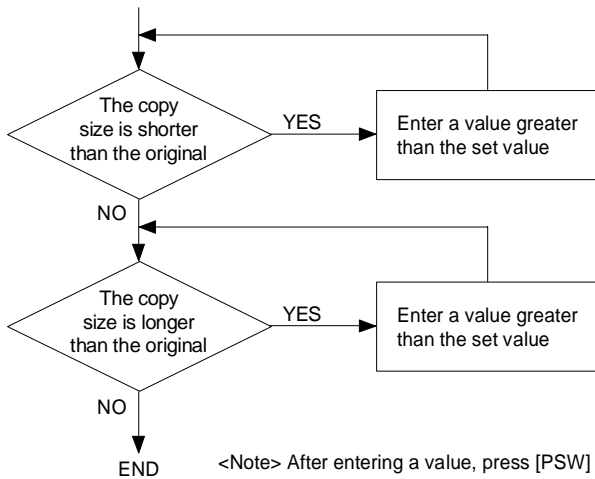 The copy
size is shorter
than the original
YES
Enter a value greater
than the set value
NO
The copy
size is longer
than the original
YES
Enter a value greater
than the set value
NO
END
<Note> After entering a value, press [PSW]